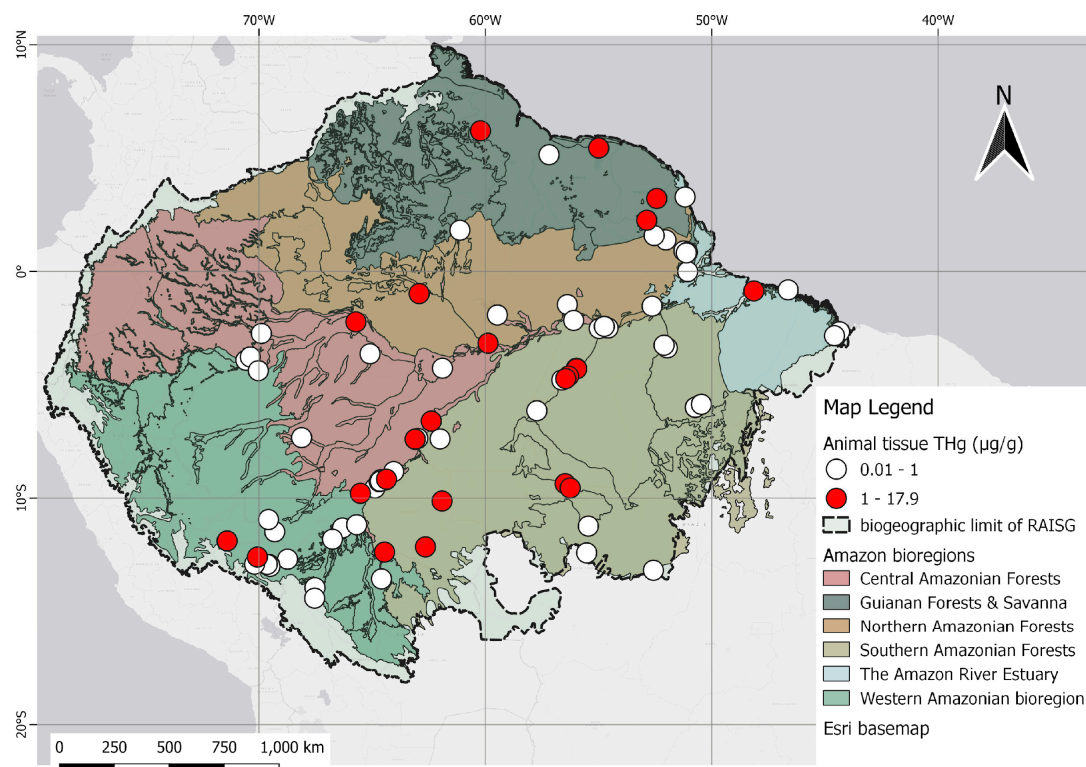 70°W 60°W 50°W 40°W
10°N
0°
10°S
20°S
N
Map Legend
Animal tissue THg (µg/g)
0.01 - 1
1 - 17.9
biogeographic limit of RAISG
Amazon bioregions
Central Amazonian Forests
Guianan Forests & Savanna
Northern Amazonian Forests
Southern Amazonian Forests
The Amazon River Estuary
Western Amazonian bioregion
Esri basemap
0 250 500 750 1,000 km